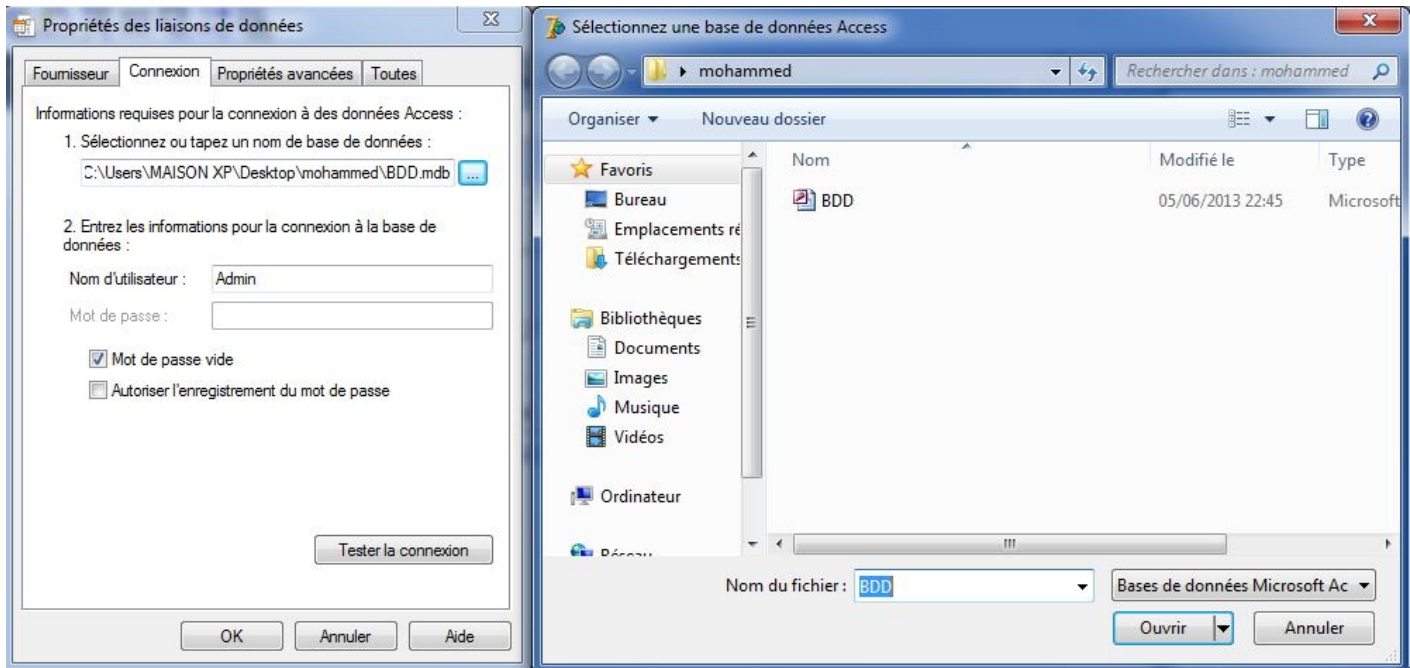 Propriétés des liaisons de données
Fournisseur Connexion Propriétés avancées Toutes
Informations requises pour la connexion à des données Access :
1. Sélectionnez ou tapez un nom de base de données :
C:\Users\MAISON XP\Desktop\mohammed\BDD.mdb ...
2. Entrez les informations pour la connexion à la base de
données :
Nom d'utilisateur : Admin
Mot de passe :
Mot de passe vide
Autoriser l'enregistrement du mot de passe
Tester la connexion
OK Annuler Aide
Sélectionnez une base de données Access
mohammed Rechercher dans : mohammed
Organiser Nouveau dossier
Nom Modifié le Type
Favoris
Bureau
Emplacements ré
Téléchargements
Bibliothèques
Documents
Images
Musique
Vidéos
Ordinateur
Réseau
BDD 05/06/2013 22:45 Microsoft
Nom du fichier : BDD Bases de données Microsoft Ac
Ouvrir Annuler